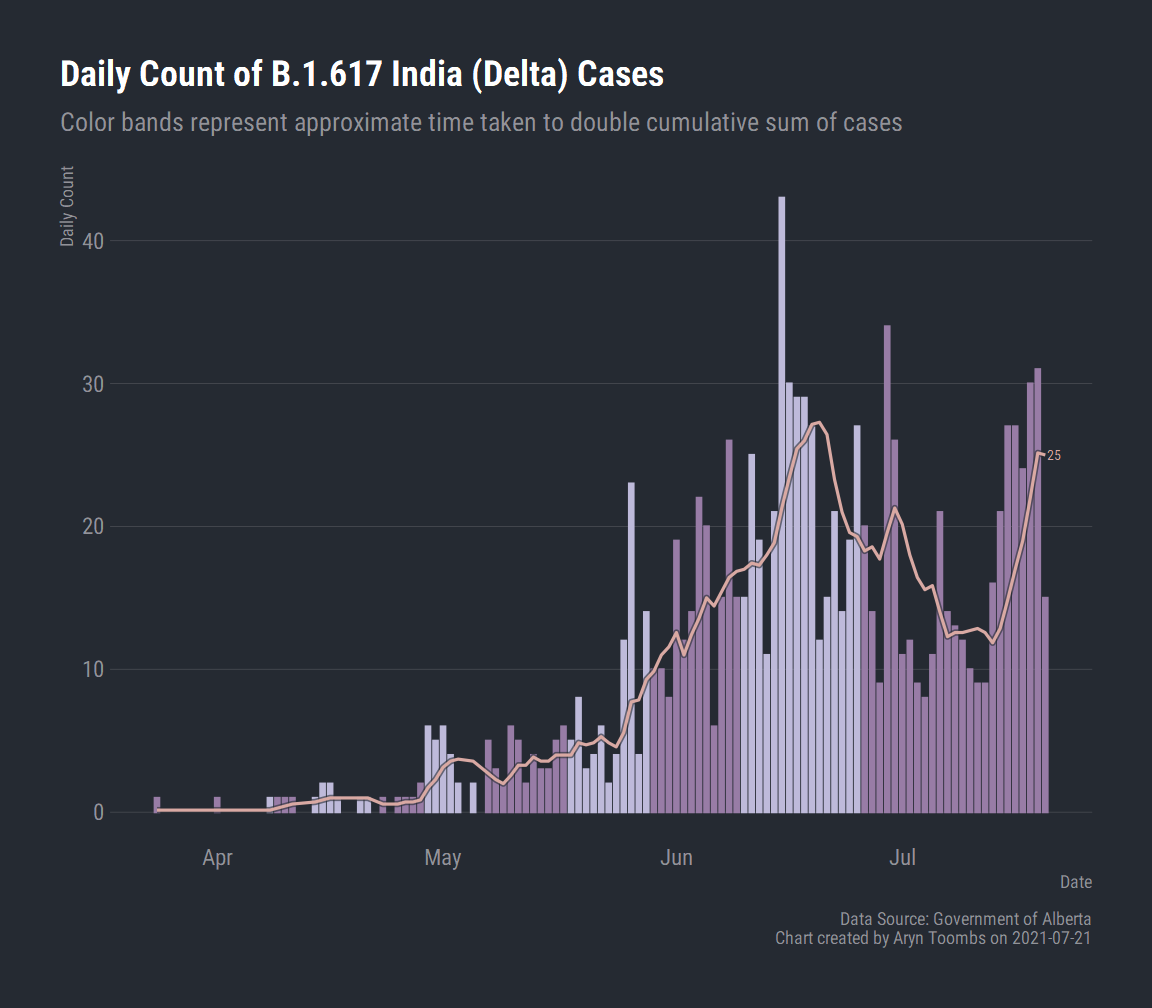 Daily Count of B.1.617 India (Delta) Cases
Color bands represent approximate time taken to double cumulative sum of cases
Daily Count
40
30
25
20
10
0
Apr May Jun Jul
Date
Data Source: Government of Alberta
Chart created by Aryn Toombs on 2021-07-21